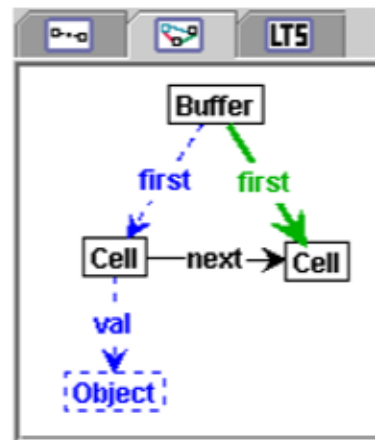 LTS
Buffer
first first
Cell next Cell
val
Object